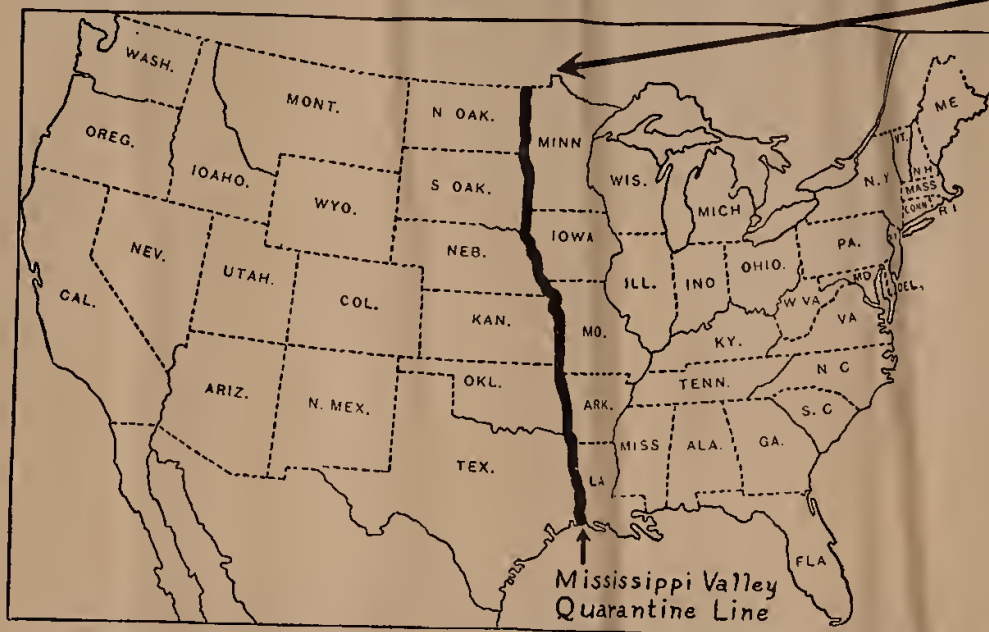 WASH.
MONT.
N OAK.
MINN
ME
OREG.
IOAHO.
S OAK.
WIS.
VT.
N.H
N.Y
MASS
CONN.
R I
WYO.
MICH
IOWA
NEV.
NEB.
PA.
UTAH.
ILL.
IND
OHIO.
MD.
DEL,
CAL.
COL.
W VA
VA
KAN.
MO.
KY.
N C
TENN.
ARIZ.
N. MEX.
OKL.
ARK.
S. C
MISS
ALA.
GA.
TEX.
LA
FLA
Mississippi Valley
Quarantine Line